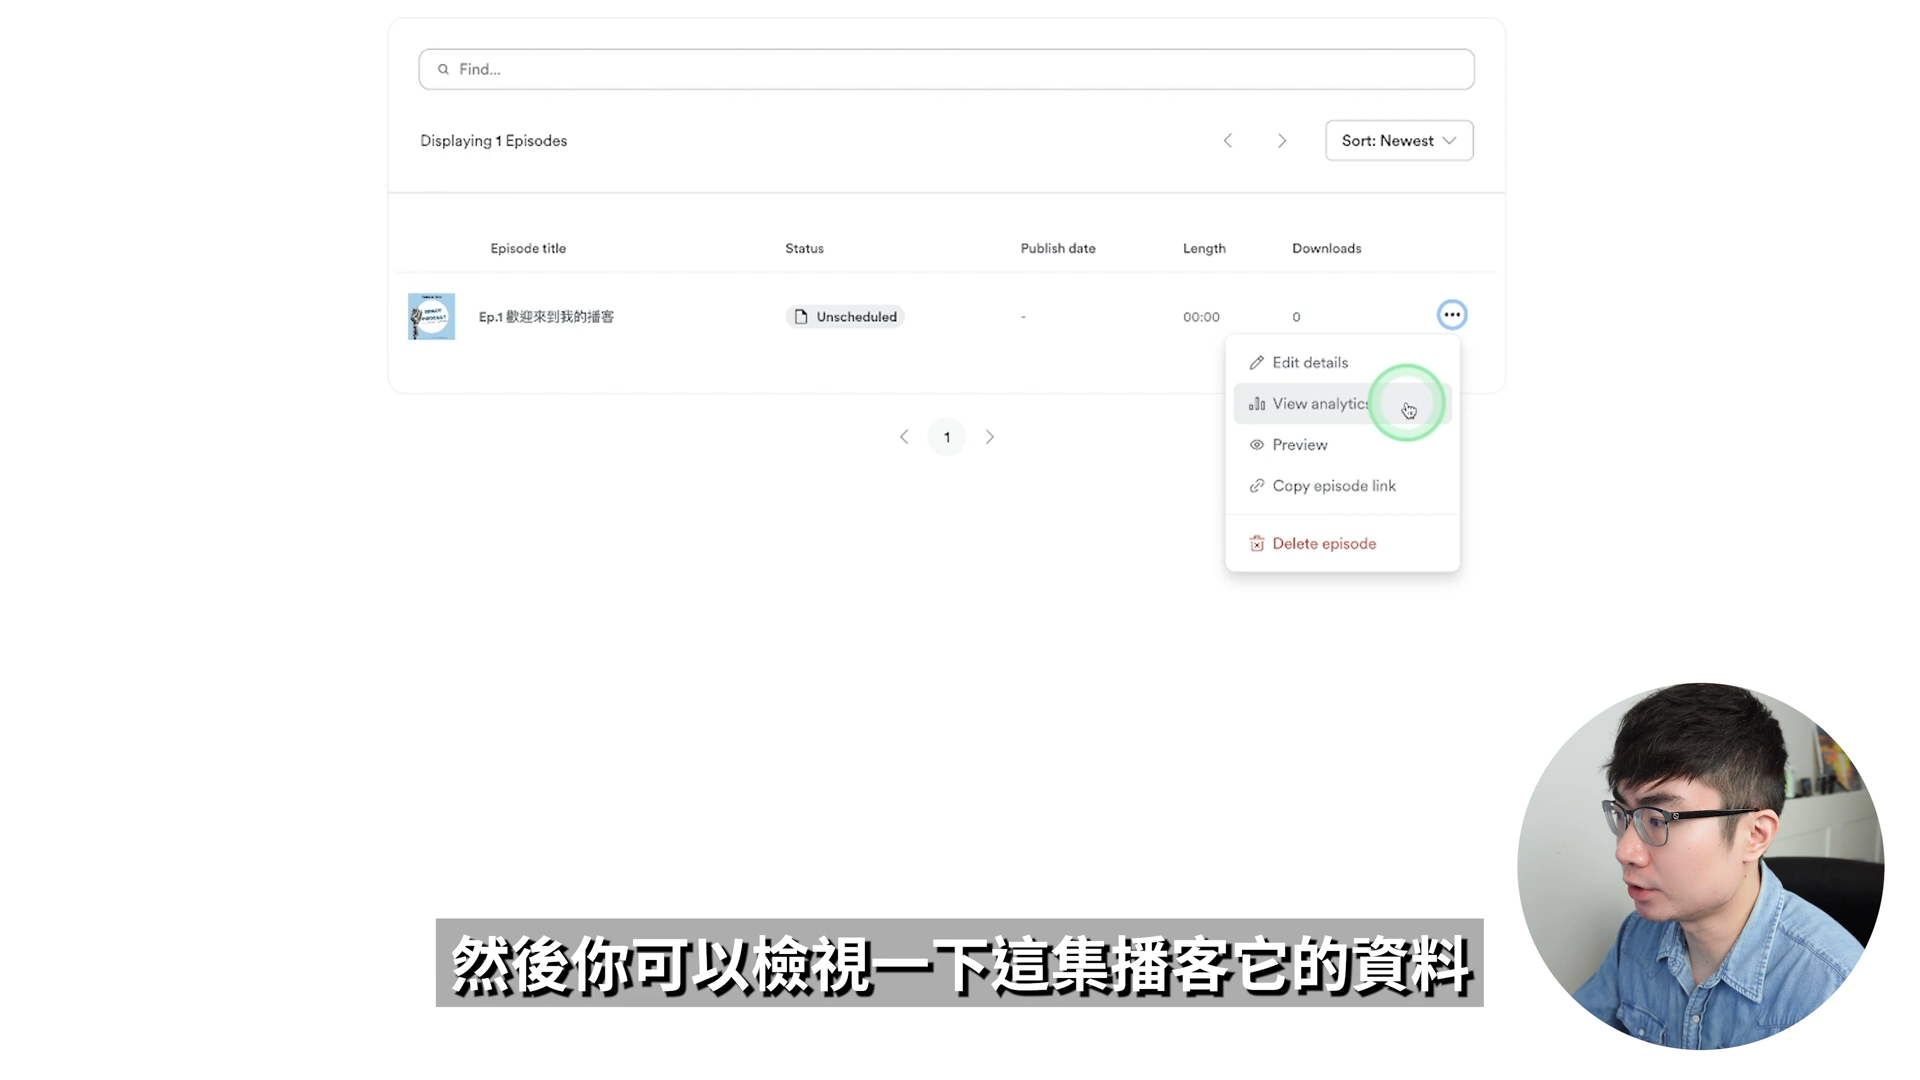 Find...
Displaying 1 Episodes
Sort: Newest
Episode title
Status
Publish date
Length
Downloads
Ep.1 歡迎來到我的播客
Unscheduled
-
00:00
0
Edit details
View analytics
Preview
Copy episode link
Delete episode
1
然後你可以檢視一下這集播客它的資料